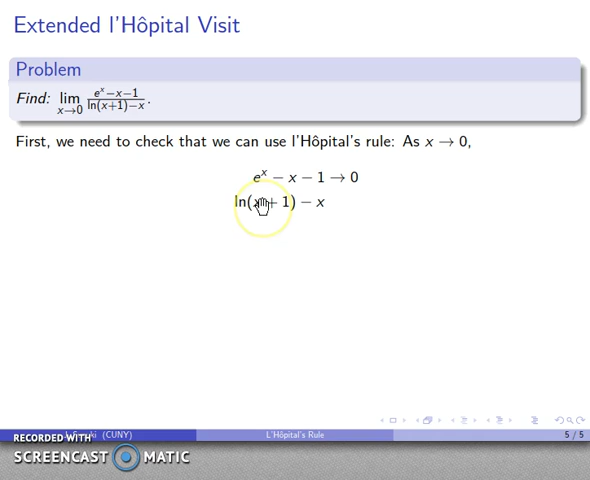 Extended l'Hôpital Visit
Problem
Find: lim x→0 (e^x−x−1)/(ln(x+1)−x).
First, we need to check that we can use l'Hôpital's rule: As x → 0,
e^x − x − 1 → 0
ln(x + 1) − x
(CUNY) L'Hôpital's Rule 5 / 5
RECORDED WITH
SCREENCAST MATIC